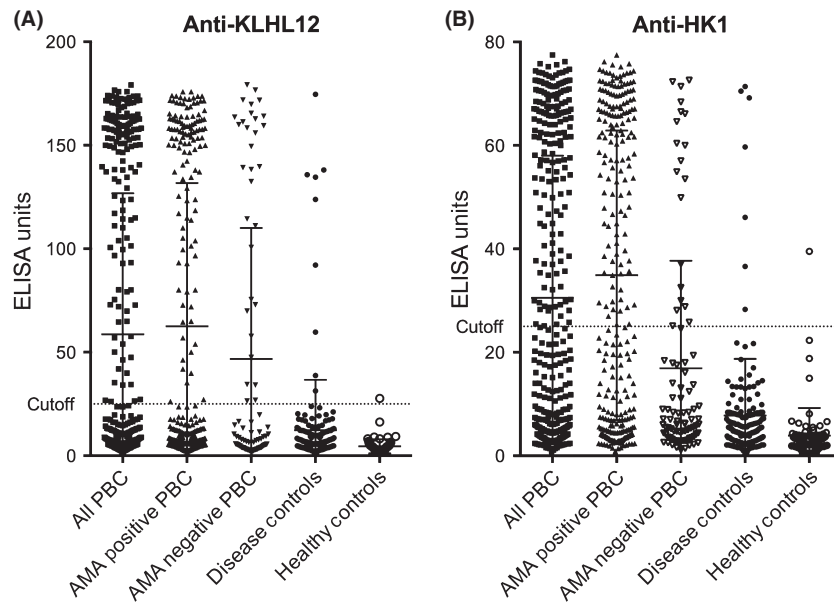 (A) Anti-KLHL12
200
150
100
50
0
ELISA units
Cutoff
All PBC
AMA positive PBC
AMA negative PBC
Disease controls
Healthy controls
(B) Anti-HK1
80
60
40
20
0
ELISA units
Cutoff
All PBC
AMA positive PBC
AMA negative PBC
Disease controls
Healthy controls